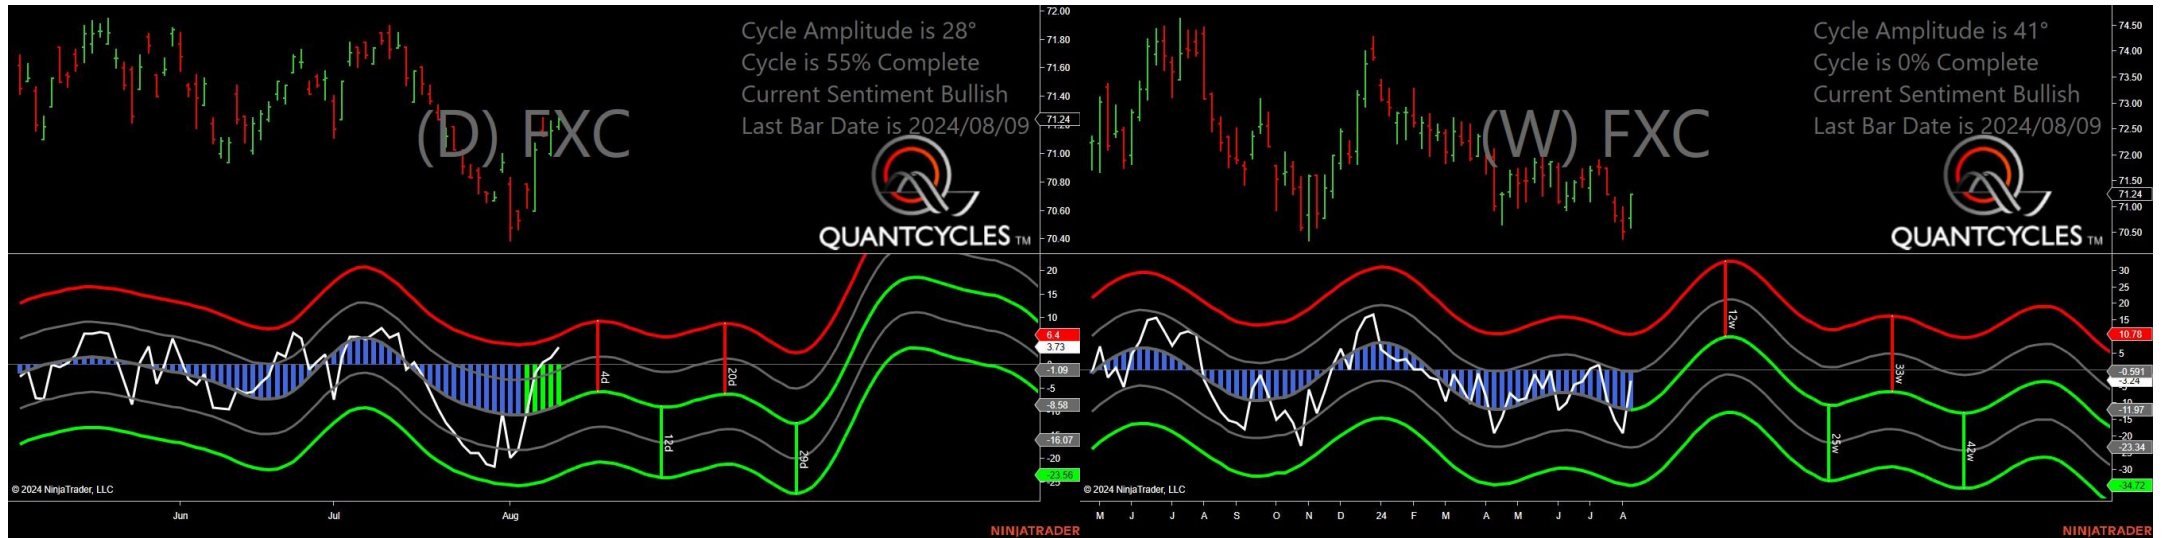 Cycle Amplitude is 28°
Cycle is 55% Complete
Current Sentiment Bullish
Last Bar Date is 2024/08/09
(D) FXC
QUANTCYCLES TM
72.00
71.80
71.60
71.40
71.24
71.00
70.80
70.60
70.40
20
15
10
6.4
3.73
-1.09
-5
-8.58
-16.07
-20
-23.56
4d
12d
20d
29d
© 2024 NinjaTrader, LLC
Jun Jul Aug
NINJATRADER
Cycle Amplitude is 41°
Cycle is 0% Complete
Current Sentiment Bullish
Last Bar Date is 2024/08/09
(W) FXC
QUANTCYCLES TM
74.50
74.00
73.50
73.00
72.50
72.00
71.50
71.24
71.00
70.50
30
25
20
15
10.78
5
-0.591
-3.24
-11.97
-15
-20
-23.34
-30
-34.72
12w
25w
33w
42w
© 2024 NinjaTrader, LLC
M J J A S O N D 24 F M A M J J A
NINJATRADER